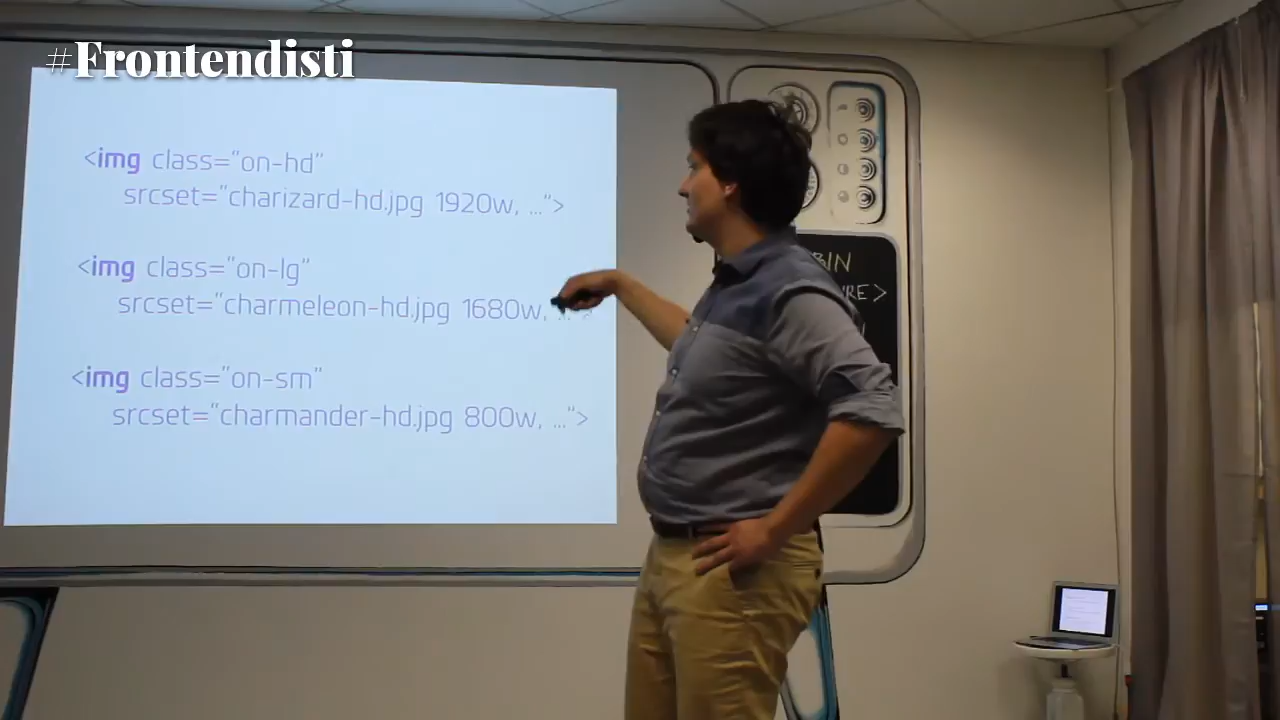 #Frontendisti
<img class="on-hd"
srcset="charizard-hd.jpg 1920w, ...">
<img class="on-lg"
srcset="charmeleon-hd.jpg 1680w, ...">
<img class="on-sm"
srcset="charmander-hd.jpg 800w, ...">